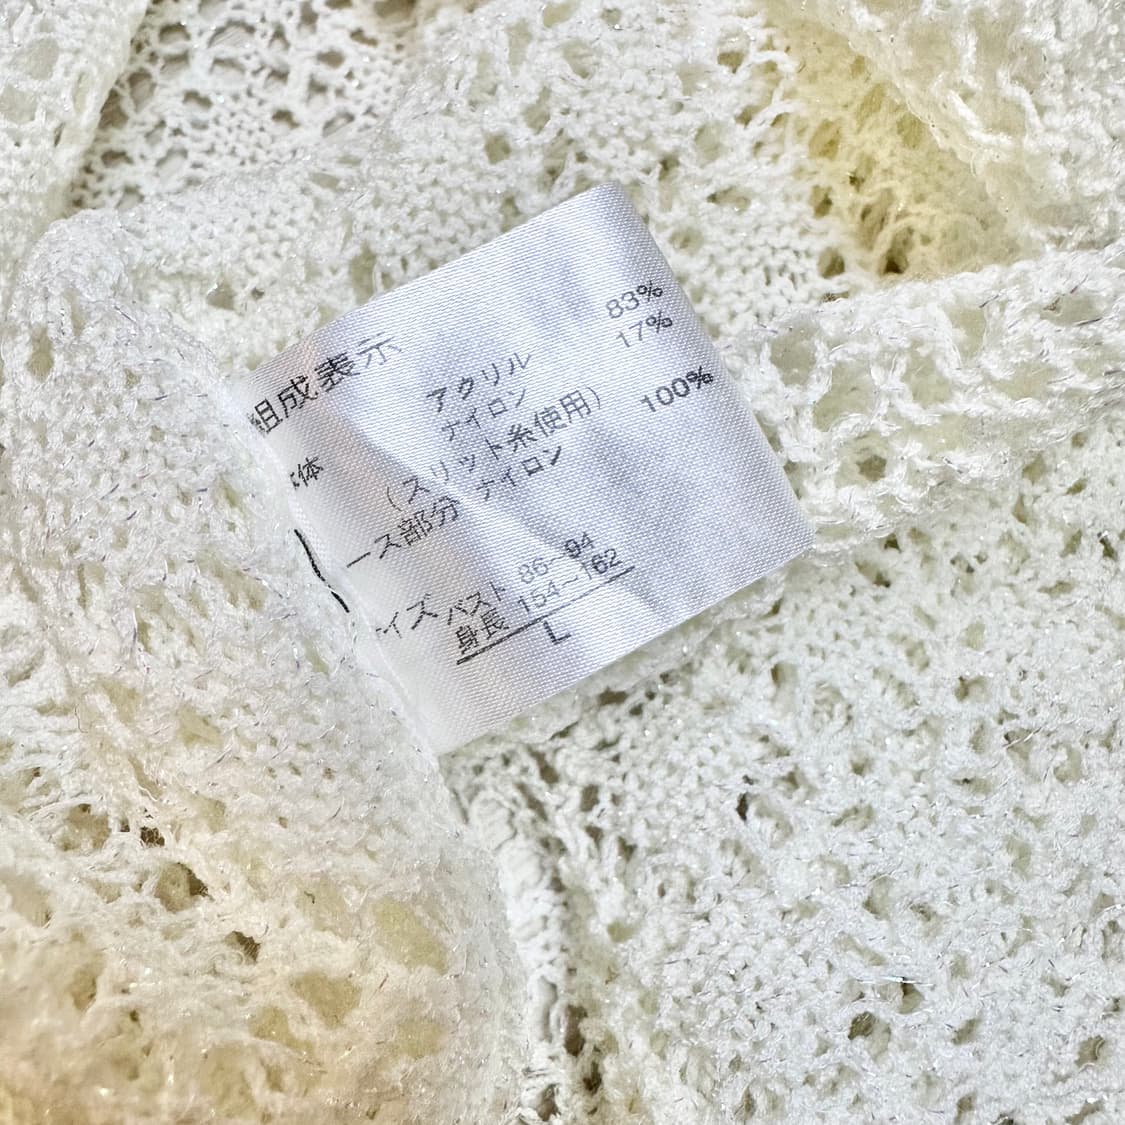 組成表示
体 アクリル 83%
ナイロン 17%
(スリット糸使用)
ース部分 ナイロン 100%
イズ バスト 86~94
身長 154~162
L